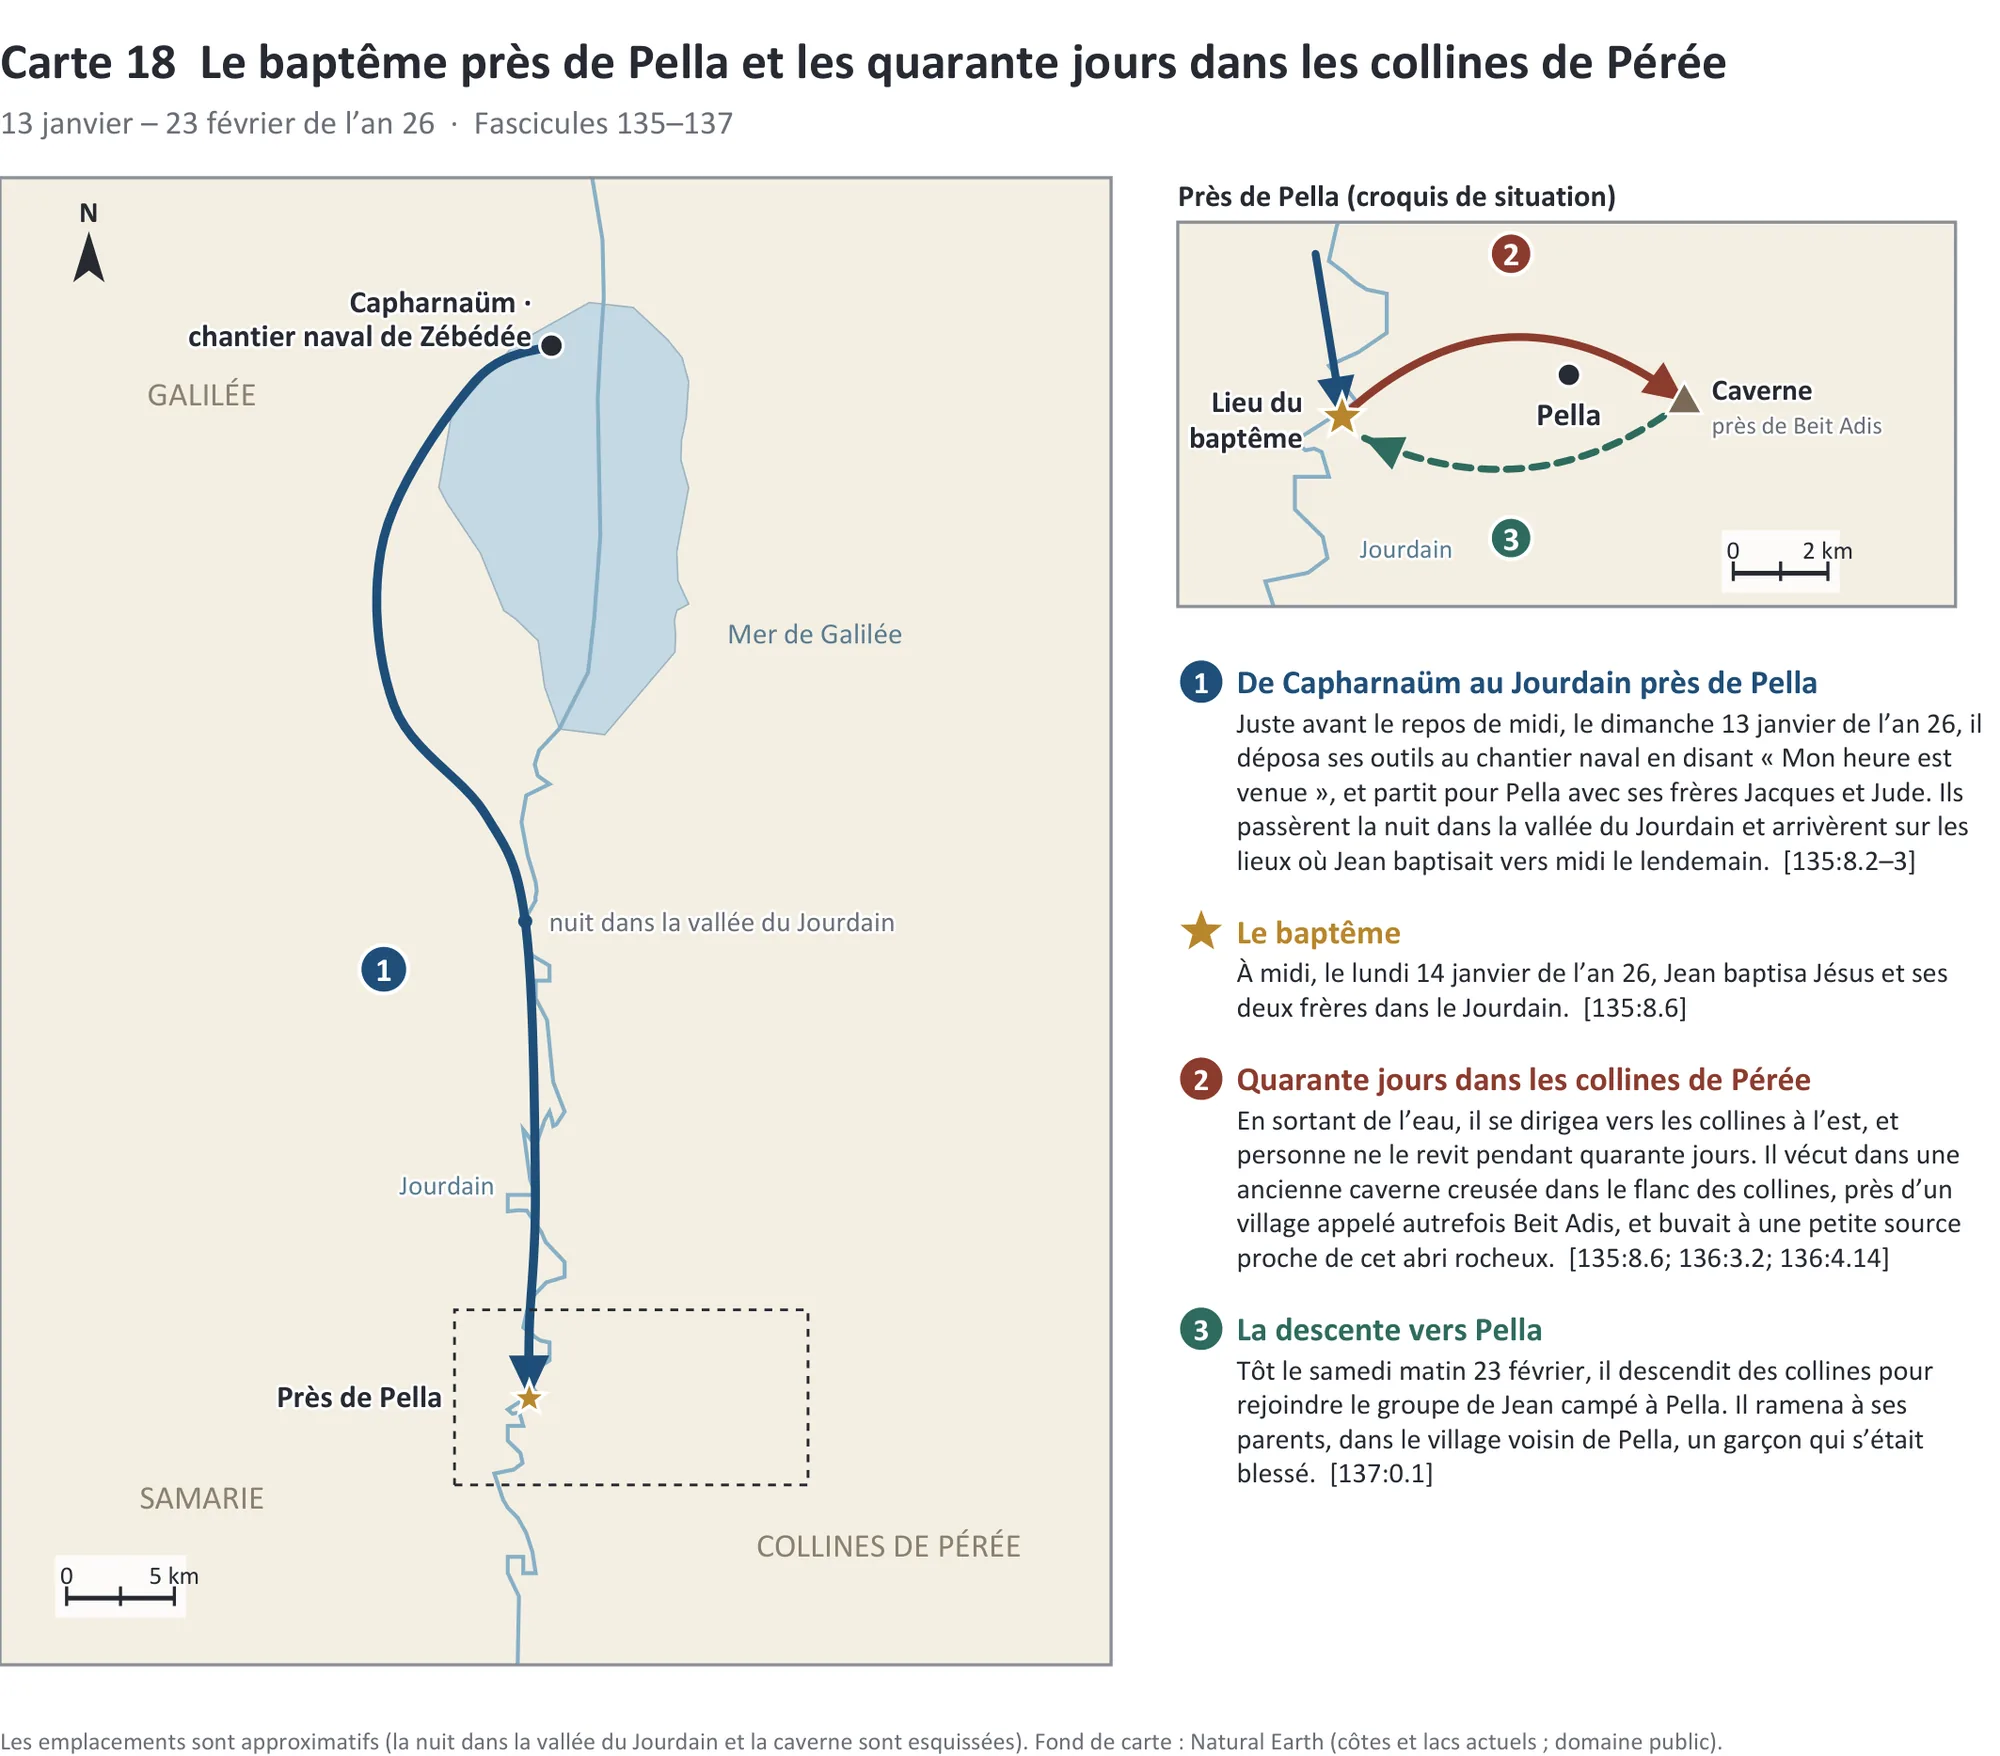 Carte 18  Le baptême près de Pella et les quarante jours dans les collines de Pérée
13 janvier – 23 février de l’an 26  ·  Fascicules 135–137
N
Capharnaüm ·
chantier naval de Zébédée
GALILÉE
Mer de Galilée
nuit dans la vallée du Jourdain
1
Jourdain
Près de Pella
SAMARIE
COLLINES DE PÉRÉE
0 5 km
Près de Pella (croquis de situation)
2
Lieu du
baptême
Pella
Caverne
près de Beit Adis
Jourdain
3
0 2 km
1 De Capharnaüm au Jourdain près de Pella
Juste avant le repos de midi, le dimanche 13 janvier de l’an 26, il
déposa ses outils au chantier naval en disant « Mon heure est
venue », et partit pour Pella avec ses frères Jacques et Jude. Ils
passèrent la nuit dans la vallée du Jourdain et arrivèrent sur les
lieux où Jean baptisait vers midi le lendemain.  [135:8.2–3]
Le baptême
À midi, le lundi 14 janvier de l’an 26, Jean baptisa Jésus et ses
deux frères dans le Jourdain.  [135:8.6]
2 Quarante jours dans les collines de Pérée
En sortant de l’eau, il se dirigea vers les collines à l’est, et
personne ne le revit pendant quarante jours. Il vécut dans une
ancienne caverne creusée dans le flanc des collines, près d’un
village appelé autrefois Beit Adis, et buvait à une petite source
proche de cet abri rocheux.  [135:8.6; 136:3.2; 136:4.14]
3 La descente vers Pella
Tôt le samedi matin 23 février, il descendit des collines pour
rejoindre le groupe de Jean campé à Pella. Il ramena à ses
parents, dans le village voisin de Pella, un garçon qui s’était
blessé.  [137:0.1]
Les emplacements sont approximatifs (la nuit dans la vallée du Jourdain et la caverne sont esquissées). Fond de carte : Natural Earth (côtes et lacs actuels ; domaine public).